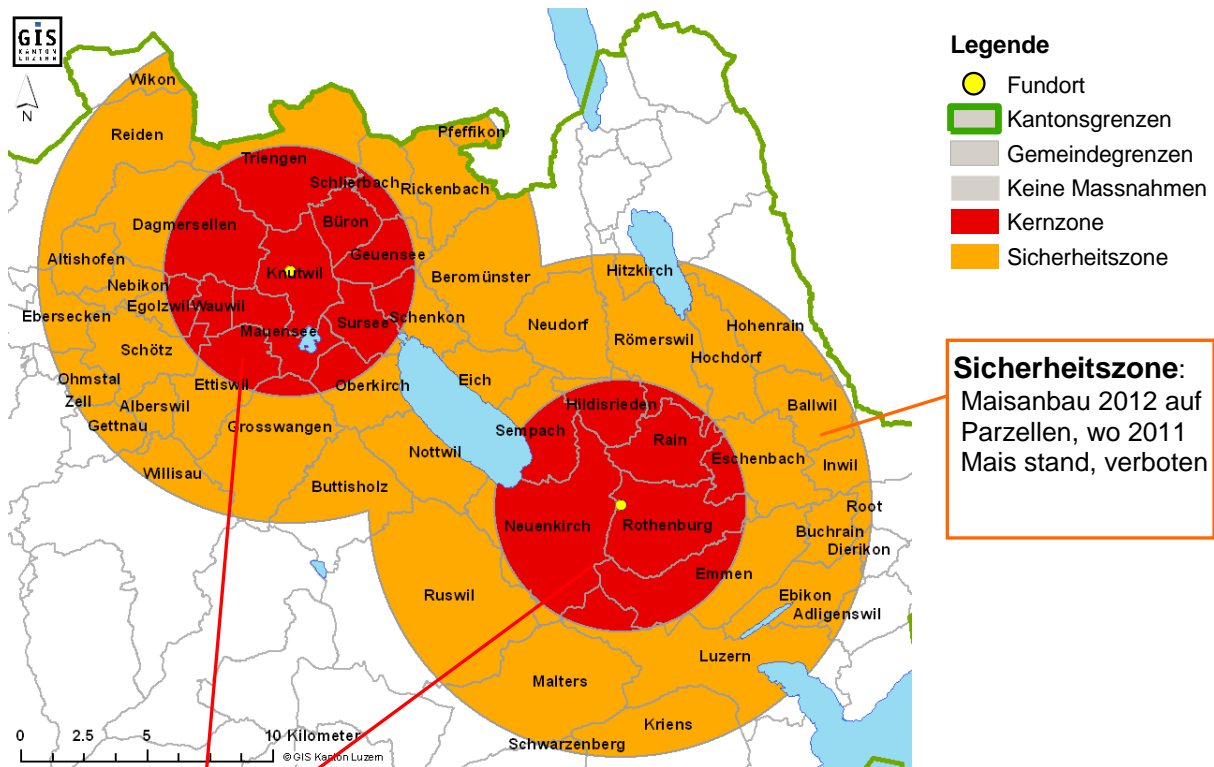 GIS
KANTON
LUZERN
N
Wikon
Reiden
Pfeffikon
Triengen
Schlierbach
Rickenbach
Dagmersellen
Büron
Geuensee
Altishofen
Knutwil
Beromünster
Hitzkirch
Nebikon
Egolzwil
Wauwil
Ebersecken
Mauensee
Sursee
Schenkon
Neudorf
Römerswil
Hohenrain
Schötz
Hochdorf
Ohmstal
Ettiswil
Oberkirch
Eich
Zell
Alberswil
Hildisrieden
Ballwil
Gettnau
Grosswangen
Sempach
Rain
Nottwil
Eschenbach
Inwil
Willisau
Buttisholz
Root
Neuenkirch
Rothenburg
Buchrain
Dierikon
Emmen
Ruswil
Ebikon
Adligenswil
Luzern
Malters
Kriens
Schwarzenberg
0 2.5 5 10 Kilometer
© GIS Kanton Luzern
Legende
Fundort
Kantonsgrenzen
Gemeindegrenzen
Keine Massnahmen
Kernzone
Sicherheitszone
Sicherheitszone:
Maisanbau 2012 auf
Parzellen, wo 2011
Mais stand, verboten